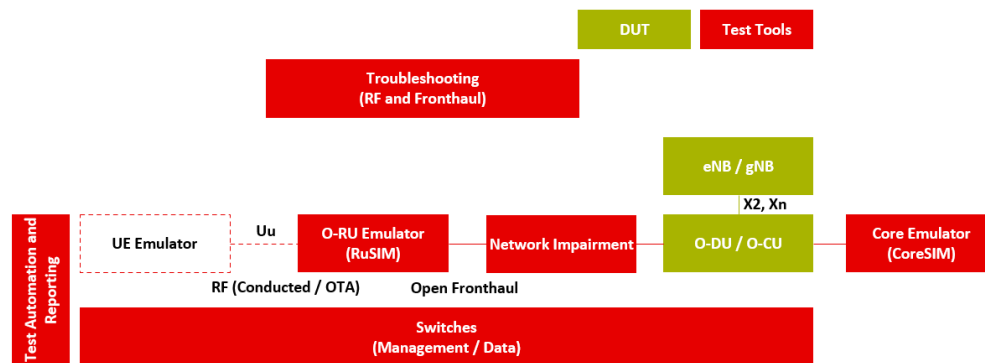 DUT
Test Tools
Troubleshooting
(RF and Fronthaul)
eNB / gNB
X2, Xn
Test Automation and
Reporting
UE Emulator
Uu
O-RU Emulator
(RuSIM)
Network Impairment
O-DU / O-CU
Core Emulator
(CoreSIM)
RF (Conducted / OTA)
Open Fronthaul
Switches
(Management / Data)